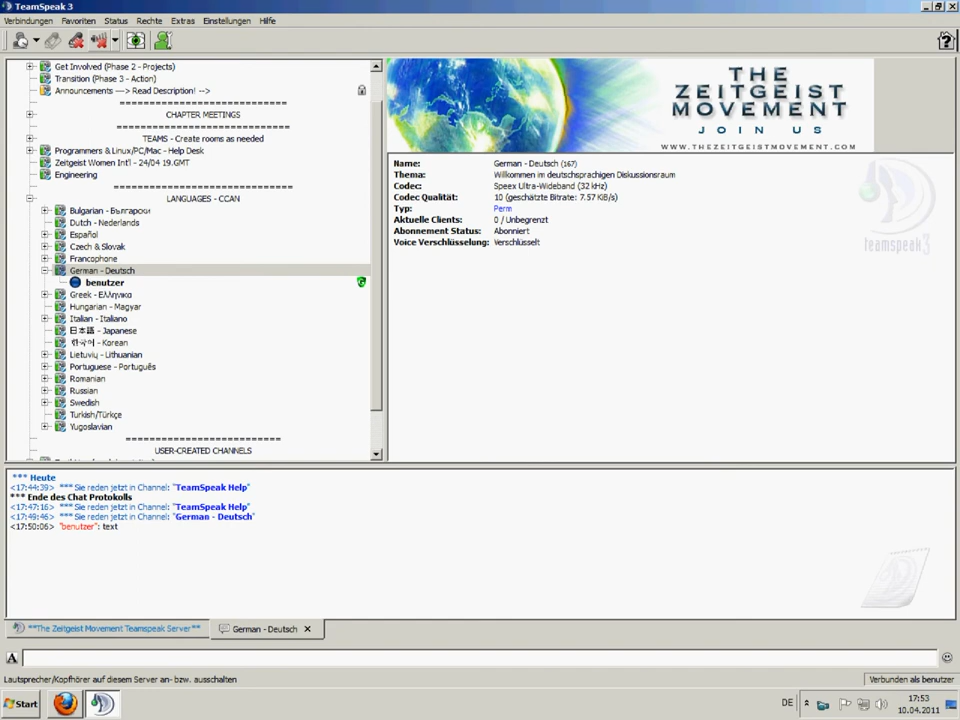 TeamSpeak 3
Verbindungen Favoriten Status Rechte Extras Einstellungen Hilfe
Get Involved (Phase 2 - Projects)
Transition (Phase 3 - Action)
Announcements ---> Read Description! -->
============================
CHAPTER MEETINGS
============================
TEAMS - Create rooms as needed
Programmers & Linux/PC/Mac - Help Desk
Zeitgeist Women Int'l - 24/04 19.GMT
Engineering
============================
LANGUAGES - CCAN
Bulgarian - Български
Dutch - Nederlands
Español
Czech & Slovak
Francophone
German - Deutsch
benutzer
Greek - Ελληνικα
Hungarian - Magyar
Italian - Italiano
日本語 - Japanese
한국어 - Korean
Lietuvių - Lithuanian
Portuguese - Português
Romanian
Russian
Swedish
Turkish/Türkçe
Yugoslavian
============================
USER-CREATED CHANNELS
THE
ZEITGEIST
MOVEMENT
JOIN US
WWW.THEZEITGEISTMOVEMENT.COM
Name: German - Deutsch (167)
Thema: Willkommen im deutschsprachigen Diskussionsraum
Codec: Speex Ultra-Wideband (32 kHz)
Codec Qualität: 10 (geschätzte Bitrate: 7.57 KiB/s)
Typ: Perm
Aktuelle Clients: 0 / Unbegrenzt
Abonnement Status: Abonniert
Voice Verschlüsselung: Verschlüsselt
teamspeak3
*** Heute
<17:44:39> *** Sie reden jetzt in Channel: "TeamSpeak Help"
*** Ende des Chat Protokolls
<17:47:16> *** Sie reden jetzt in Channel: "TeamSpeak Help"
<17:49:46> *** Sie reden jetzt in Channel: "German - Deutsch"
<17:50:06> "benutzer": text
**The Zeitgeist Movement Teamspeak Server** German - Deutsch
A
Lautsprecher/Kopfhörer auf diesem Server an- bzw. ausschalten Verbunden als benutzer
Start DE 17:53
10.04.2011